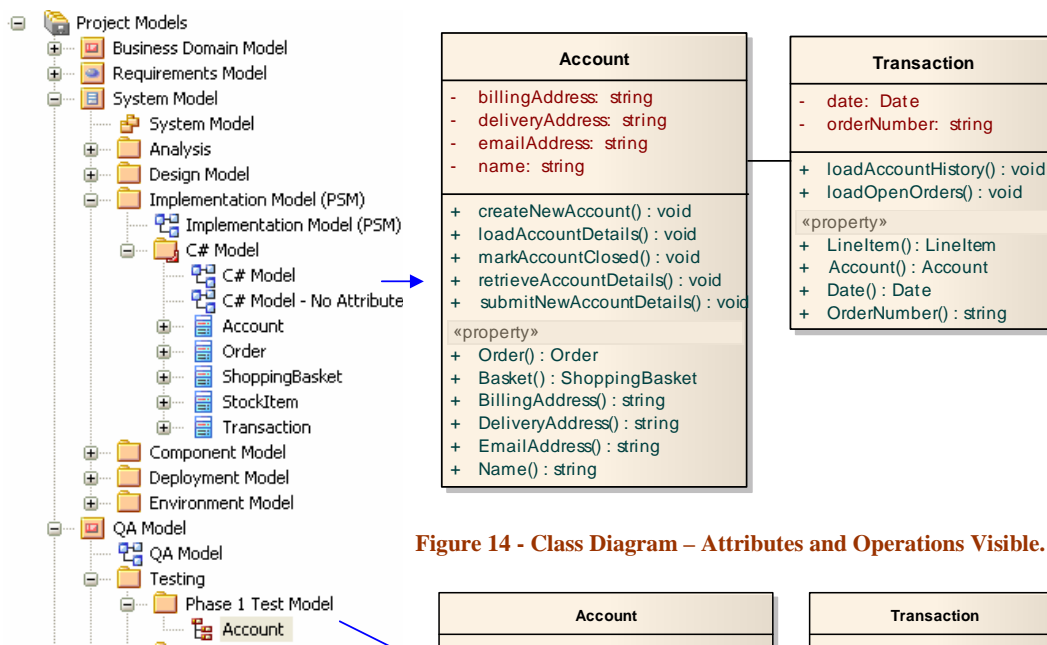 Project Models
Business Domain Model
Requirements Model
System Model
System Model
Analysis
Design Model
Implementation Model (PSM)
Implementation Model (PSM)
C# Model
C# Model
C# Model - No Attribute
Account
Order
ShoppingBasket
StockItem
Transaction
Component Model
Deployment Model
Environment Model
QA Model
QA Model
Testing
Phase 1 Test Model
Account
Account
- billingAddress: string
- deliveryAddress: string
- emailAddress: string
- name: string
+ createNewAccount() : void
+ loadAccountDetails() : void
+ markAccountClosed() : void
+ retrieveAccountDetails() : void
+ submitNewAccountDetails() : void
«property»
+ Order() : Order
+ Basket() : ShoppingBasket
+ BillingAddress() : string
+ DeliveryAddress() : string
+ EmailAddress() : string
+ Name() : string
Transaction
- date: Date
- orderNumber: string
+ loadAccountHistory() : void
+ loadOpenOrders() : void
«property»
+ LineItem() : LineItem
+ Account() : Account
+ Date() : Date
+ OrderNumber() : string
Figure 14 - Class Diagram – Attributes and Operations Visible.
Account
Transaction